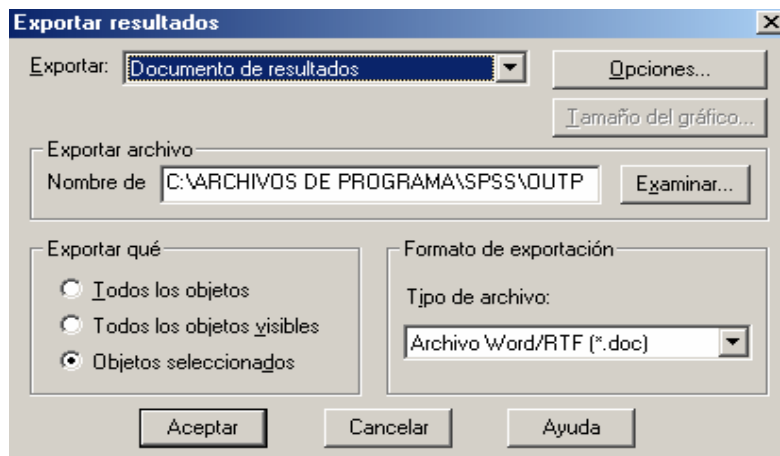 Exportar resultados
Exportar: Documento de resultados
Opciones...
Tamaño del gráfico...
Exportar archivo
Nombre de C:\ARCHIVOS DE PROGRAMA\SPSS\OUTP
Examinar...
Exportar qué
Todos los objetos
Todos los objetos visibles
Objetos seleccionados
Formato de exportación
Tipo de archivo:
Archivo Word/RTF (*.doc)
Aceptar
Cancelar
Ayuda